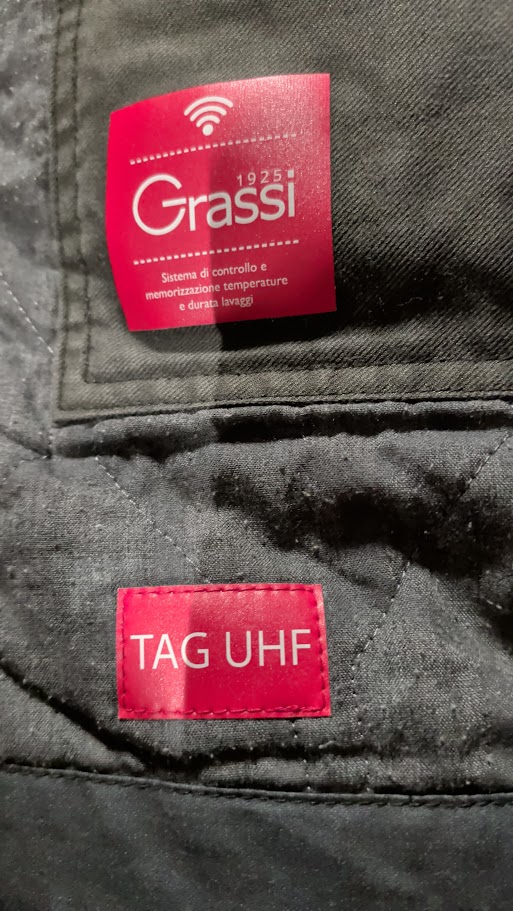 1925
Grassi
Sistema di controllo e
memorizzazione temperature
e durata lavaggi
TAG UHF